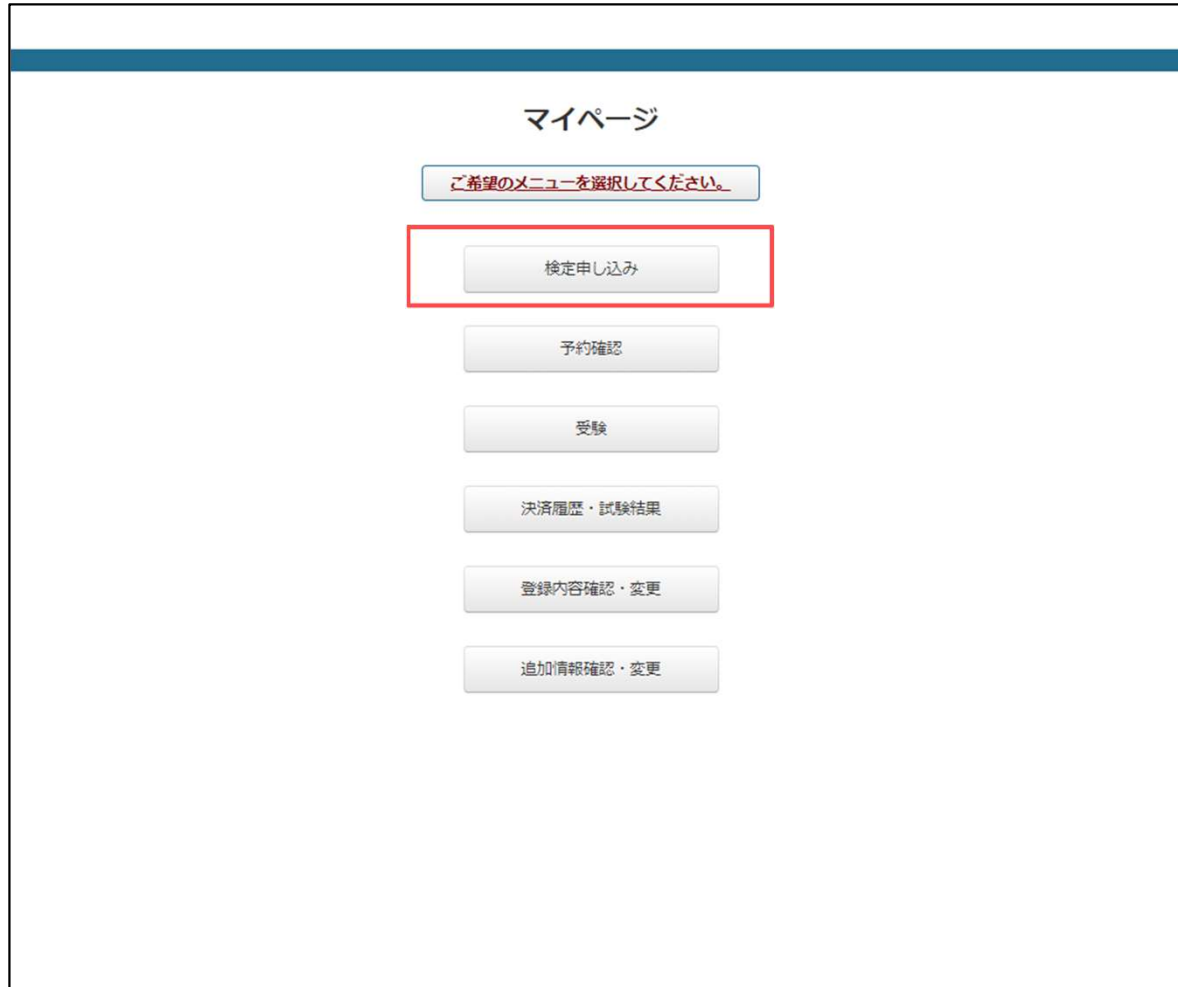 マイページ
ご希望のメニューを選択してください。
検定申し込み
予約確認
受験
決済履歴・試験結果
登録内容確認・変更
追加情報確認・変更